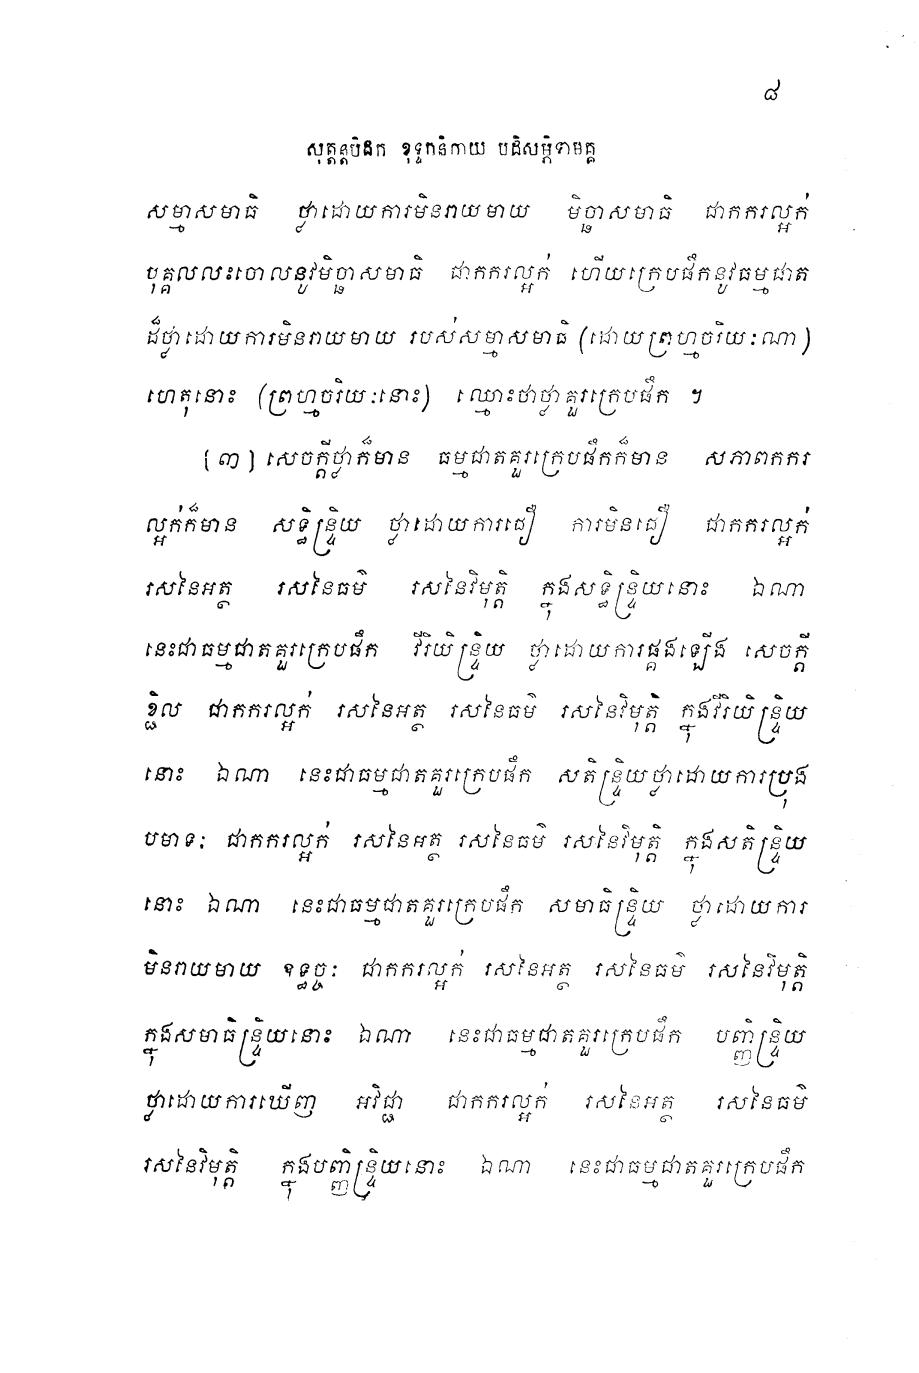 ៨
សុត្តន្តបិដក ខុទ្ទកនិកាយ បដិសម្ភិទាមគ្គ
សម្មាសមាធិ ថ្លាដោយការមិនរាយមាយ មិច្ឆាសមាធិ ជាកករល្អក់
បុគ្គលលះចោលនូវមិច្ឆាសមាធិ ជាកករល្អក់ ហើយក្រេបផឹកនូវធម្មជាត
ដ៏ថ្លាដោយការមិនរាយមាយ របស់សម្មាសមាធិ (ដោយព្រហ្មចរិយៈណា)
ហេតុនោះ (ព្រហ្មចរិយៈនោះ) ឈ្មោះថាថ្លាគួរក្រេបផឹក ។
(៣) សេចក្តីថ្លាក៏មាន ធម្មជាតគួរក្រេបផឹកក៏មាន សភាពកករ
ល្អក់ក៏មាន សទ្ធិន្ទ្រិយ ថ្លាដោយការជឿ ការមិនជឿ ជាកករល្អក់
រសនៃអត្ថ រសនៃធម៌ រសនៃវិមុត្តិ ក្នុងសទ្ធិន្ទ្រិយនោះ ឯណា
នេះជាធម្មជាតគួរក្រេបផឹក វីរិយិន្ទ្រិយ ថ្លាដោយការផ្គងឡើង សេចក្តី
ខ្ជិល ជាកករល្អក់ រសនៃអត្ថ រសនៃធម៌ រសនៃវិមុត្តិ ក្នុងវីរិយិន្ទ្រិយ
នោះ ឯណា នេះជាធម្មជាតគួរក្រេបផឹក សតិន្ទ្រិយថ្លាដោយការប្រុង
បមាទៈ ជាកករល្អក់ រសនៃអត្ថ រសនៃធម៌ រសនៃវិមុត្តិ ក្នុងសតិន្ទ្រិយ
នោះ ឯណា នេះជាធម្មជាតគួរក្រេបផឹក សមាធិន្ទ្រិយ ថ្លាដោយការ
មិនរាយមាយ ឧទ្ធច្ចៈ ជាកករល្អក់ រសនៃអត្ថ រសនៃធម៌ រសនៃវិមុត្តិ
ក្នុងសមាធិន្ទ្រិយនោះ ឯណា នេះជាធម្មជាតគួរក្រេបផឹក បញ្ញិន្ទ្រិយ
ថ្លាដោយការឃើញ អវិជ្ជា ជាកករល្អក់ រសនៃអត្ថ រសនៃធម៌
រសនៃវិមុត្តិ ក្នុងបញ្ញិន្ទ្រិយនោះ ឯណា នេះជាធម្មជាតគួរក្រេបផឹក